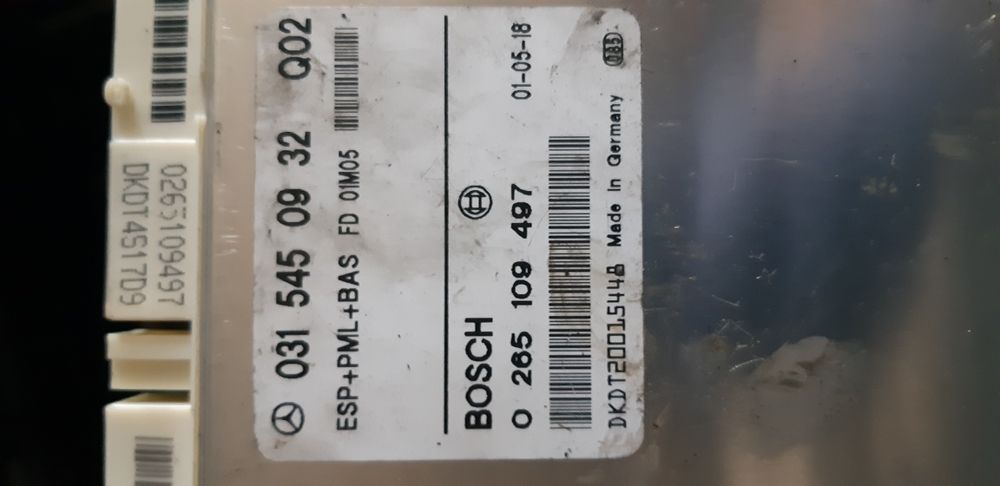 031 545 09 32 Q02
ESP+PML+BAS FD 01M05
BOSCH
0 265 109 497 01-05-18
DKDT20015444 Made In Germany
0265109497
DKDT4S17D9